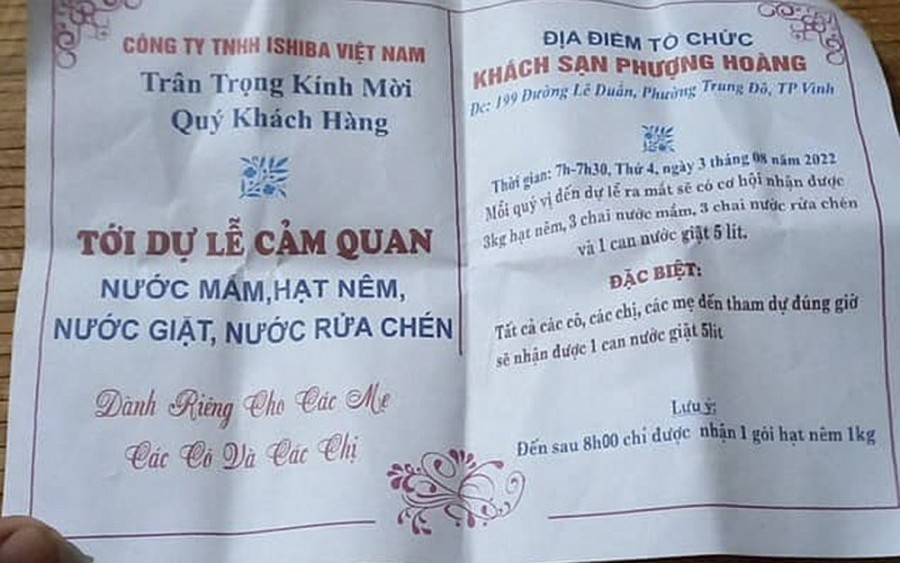 CÔNG TY TNHH ISHIBA VIỆT NAM
Trân Trọng Kính Mời
Quý Khách Hàng
TỚI DỰ LỄ CẢM QUAN
NƯỚC MẮM,HẠT NÊM,
NƯỚC GIẶT, NƯỚC RỬA CHÉN
Dành Riêng Cho Các Mẹ
Các Cô Và Các Chị
ĐỊA ĐIỂM TỔ CHỨC
KHÁCH SẠN PHƯỢNG HOÀNG
Đc: 199 Đường Lê Duẩn, Phường Trung Đô, TP Vinh
Thời gian: 7h-7h30, Thứ 4, ngày 3 tháng 08 năm 2022
Mỗi quý vị đến dự lễ ra mắt sẽ có cơ hội nhận được
3kg hạt nêm, 3 chai nước mắm, 3 chai nước rửa chén
và 1 can nước giặt 5 lít.
ĐẶC BIỆT:
Tất cả các cô, các chị, các mẹ đến tham dự đúng giờ
sẽ nhận được 1 can nước giặt 5lit
Lưu ý:
Đến sau 8h00 chỉ được nhận 1 gói hạt nêm 1kg